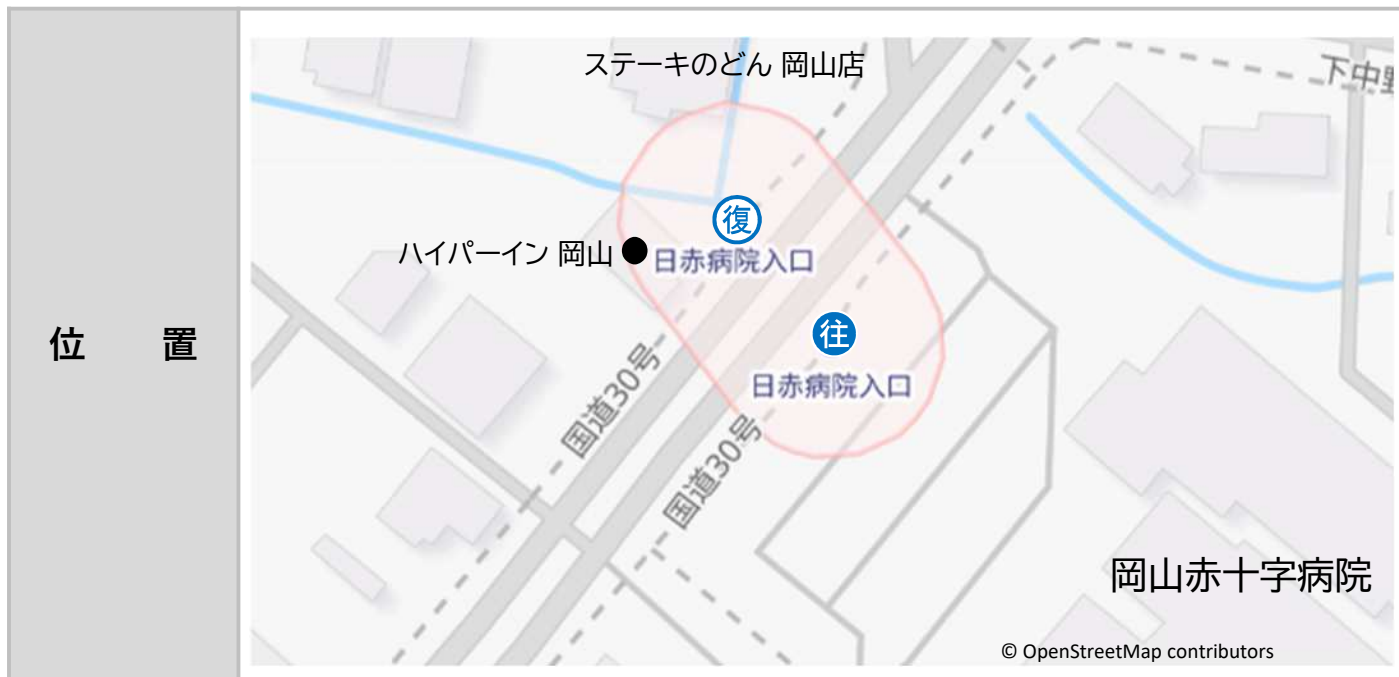 位 置
ステーキのどん 岡山店
下中野
復
ハイパーイン 岡山
日赤病院入口
往
日赤病院入口
国道30号
国道30号
岡山赤十字病院
© OpenStreetMap contributors